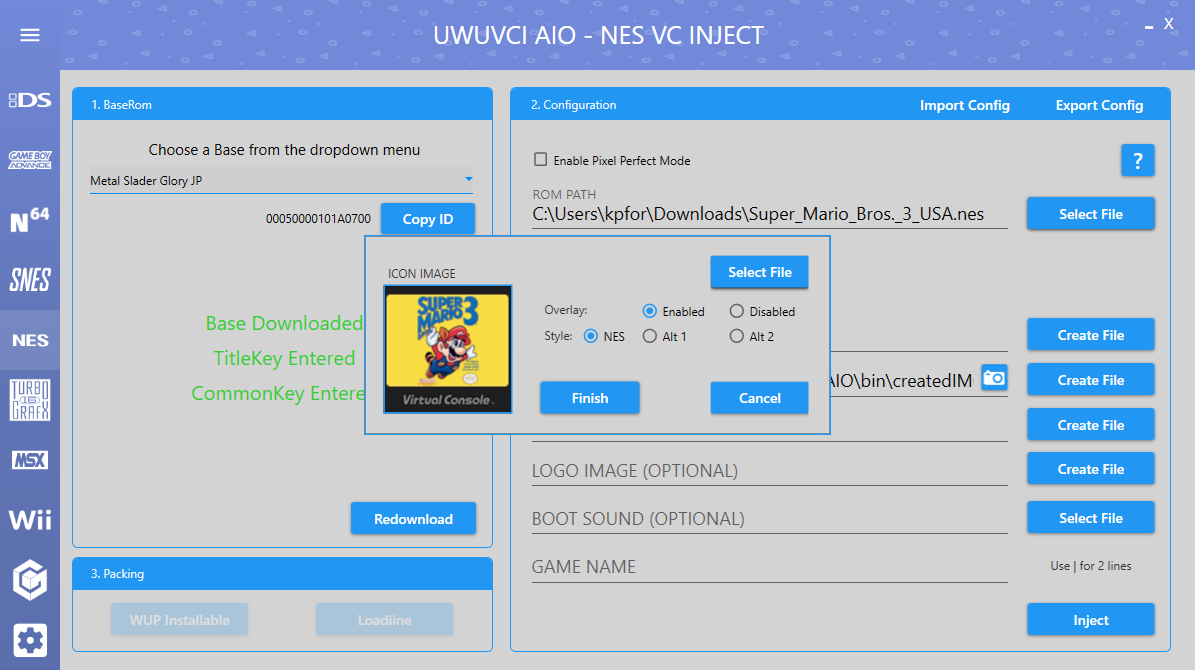 UWUVCI AIO - NES VC INJECT
X
DS
GAME BOY
ADVANCE
N64
SNES
NES
TURBO
GRAFX
MSX
Wii
1. BaseRom
Choose a Base from the dropdown menu
Metal Slader Glory JP
00050000101A0700
Copy ID
Base Downloaded
TitleKey Entered
CommonKey Entere
Redownload
3. Packing
WUP Installable
Loadiine
2. Configuration
Import Config
Export Config
Enable Pixel Perfect Mode
?
ROM PATH
C:\Users\kpfor\Downloads\Super_Mario_Bros._3_USA.nes
Select File
ICON IMAGE
SUPER
MARIO 3
Virtual Console
Select File
Overlay:
Enabled
Disabled
Style:
NES
Alt 1
Alt 2
Finish
Cancel
Create File
AIO\bin\createdIM
Create File
Create File
LOGO IMAGE (OPTIONAL)
Create File
BOOT SOUND (OPTIONAL)
Select File
GAME NAME
Use | for 2 lines
Inject